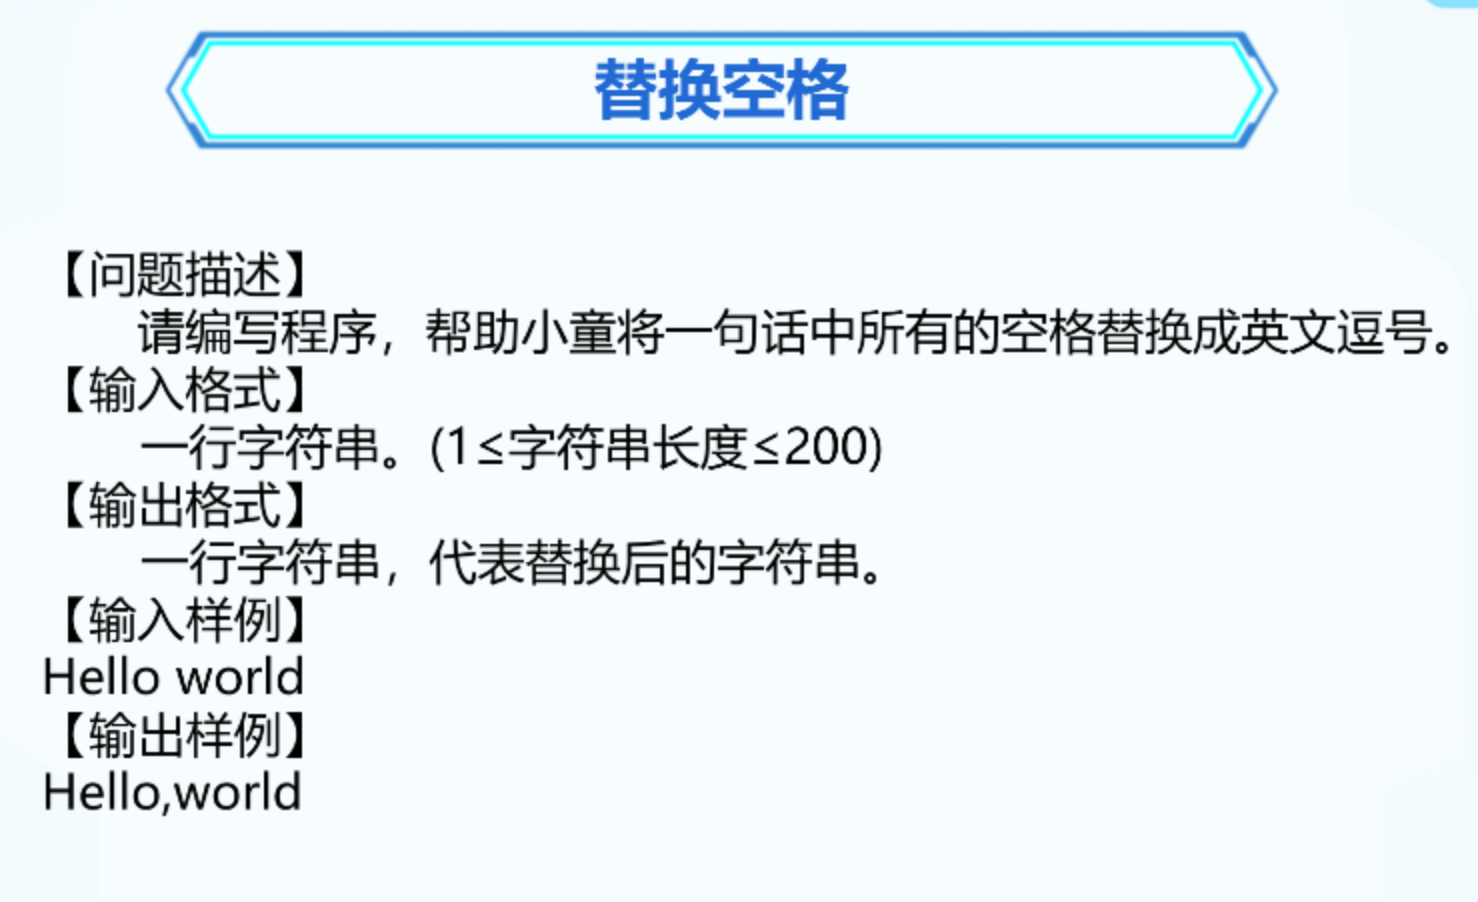 替换空格
【问题描述】
请编写程序，帮助小童将一句话中所有的空格替换成英文逗号。
【输入格式】
一行字符串。(1≤字符串长度≤200)
【输出格式】
一行字符串，代表替换后的字符串。
【输入样例】
Hello world
【输出样例】
Hello,world